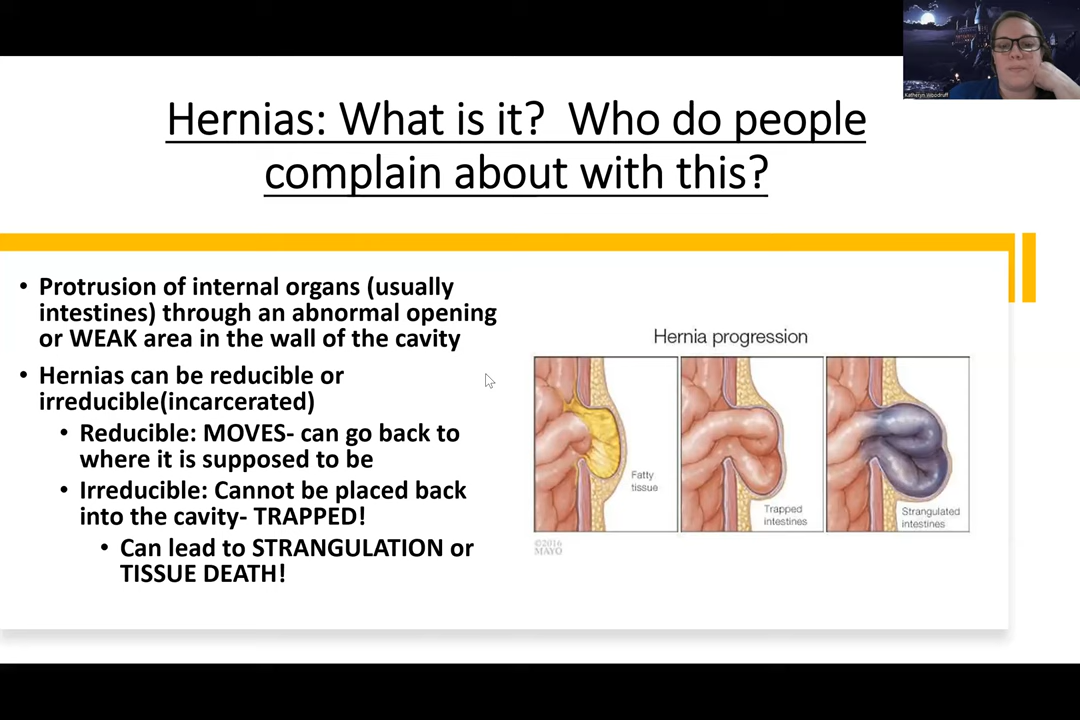 Katheryn Woodruff
Hernias: What is it?  Who do people
complain about with this?
• Protrusion of internal organs (usually
intestines) through an abnormal opening
or WEAK area in the wall of the cavity
• Hernias can be reducible or
irreducible(incarcerated)
• Reducible: MOVES- can go back to
where it is supposed to be
• Irreducible: Cannot be placed back
into the cavity- TRAPPED!
• Can lead to STRANGULATION or
TISSUE DEATH!
Hernia progression
Fatty
tissue
Trapped
intestines
Strangulated
intestines
©2016
MAYO